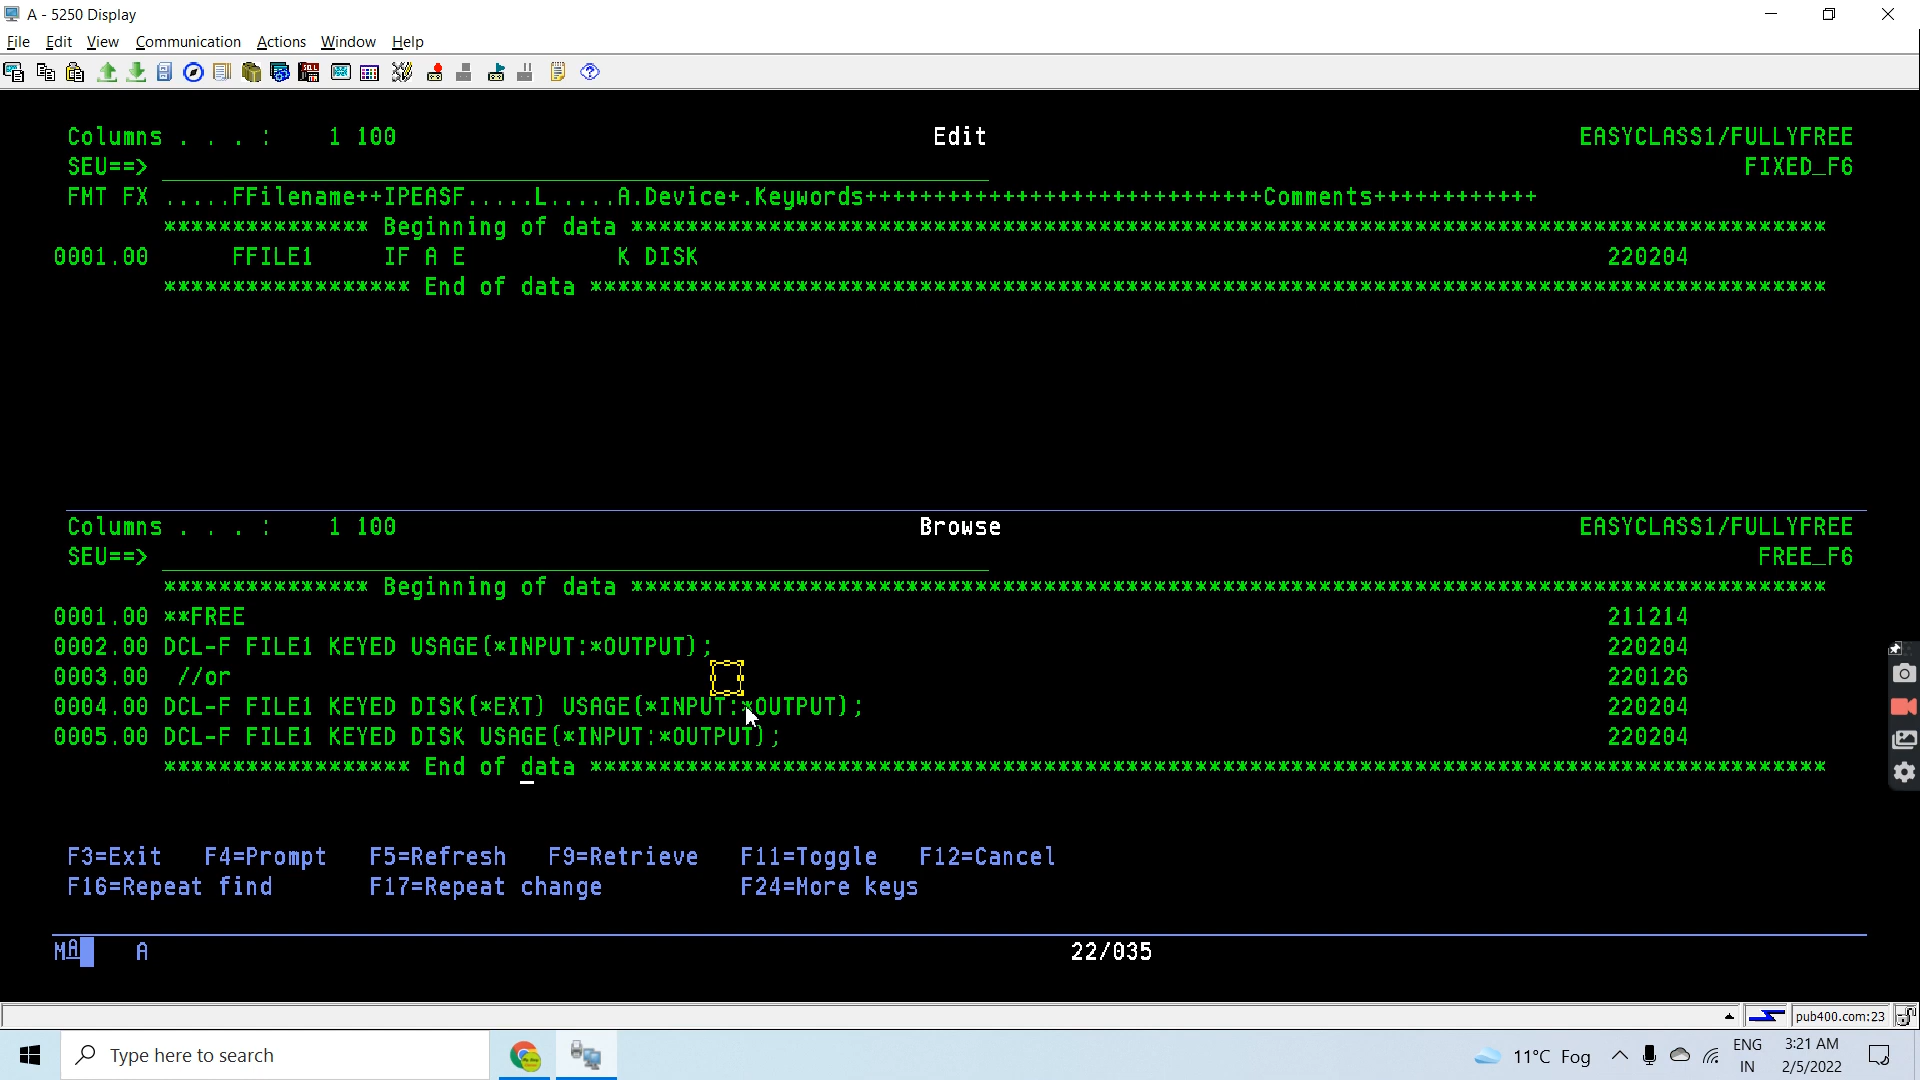 A - 5250 Display
File Edit View Communication Actions Window Help
Columns . . . : 1 100 Edit EASYCLASS1/FULLYFREE
SEU==> FIXED_F6
FMT FX .....FFilename++IPEASF.....L.....A.Device+.Keywords+++++++++++++++++++++++++++++Comments++++++++++++
*************** Beginning of data ***************************************************************************************
0001.00 FFILE1 IF A E K DISK 220204
****************** End of data ******************************************************************************************
Columns . . . : 1 100 Browse EASYCLASS1/FULLYFREE
SEU==> FREE_F6
*************** Beginning of data ***************************************************************************************
0001.00 **FREE 211214
0002.00 DCL-F FILE1 KEYED USAGE(*INPUT:*OUTPUT); 220204
0003.00 //or 220126
0004.00 DCL-F FILE1 KEYED DISK(*EXT) USAGE(*INPUT:*OUTPUT); 220204
0005.00 DCL-F FILE1 KEYED DISK USAGE(*INPUT:*OUTPUT); 220204
****************** End of data ******************************************************************************************
F3=Exit F4=Prompt F5=Refresh F9=Retrieve F11=Toggle F12=Cancel
F16=Repeat find F17=Repeat change F24=More keys
MA A 22/035
pub400.com:23
Type here to search 11°C Fog ENG IN 3:21 AM 2/5/2022